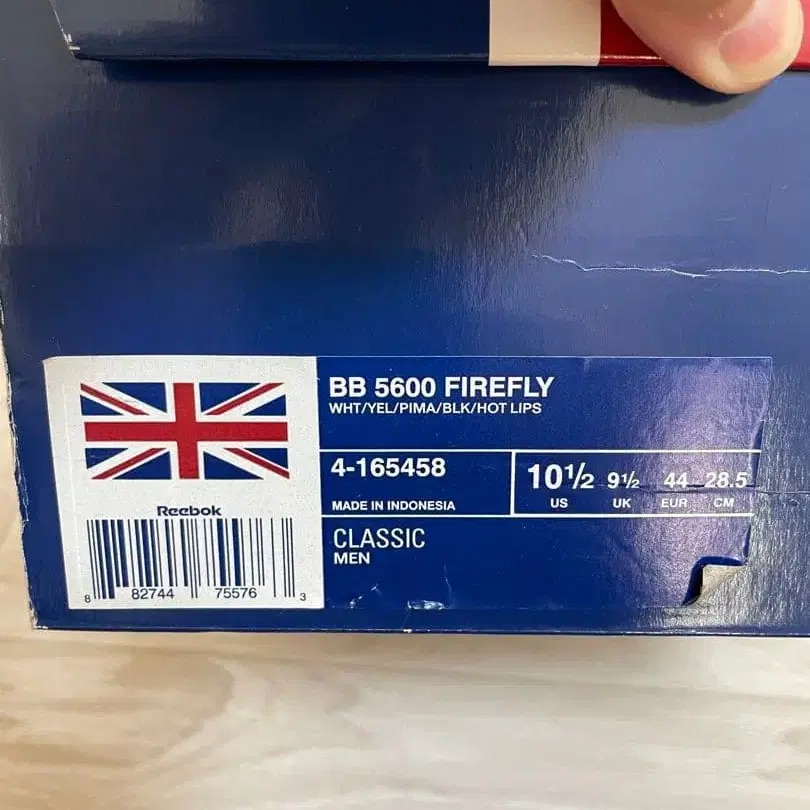 BB 5600 FIREFLY
WHT/YEL/PIMA/BLK/HOT LIPS
4-165458
MADE IN INDONESIA
10½ US
9½ UK
44 EUR
28.5 CM
CLASSIC
MEN
Reebok
8 82744 75576 3